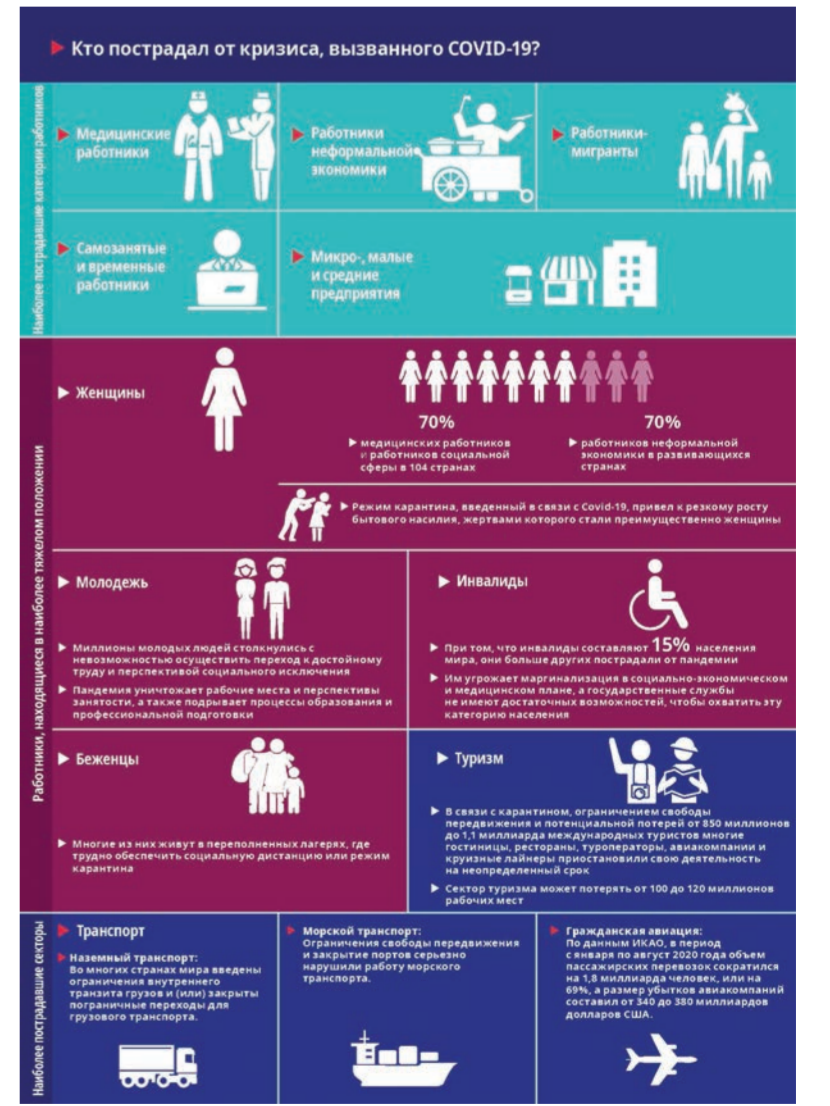 Кто пострадал от кризиса, вызванного COVID-19?
Наиболее пострадавшие категории работников
Медицинские
работники
Работники
неформальной
экономики
Работники-
мигранты
Самозанятые
и временные
работники
Микро-, малые
и средние
предприятия
Работники, находящиеся в наиболее тяжелом положении
Женщины
70%
медицинских работников
и работников социальной
сферы в 104 странах
70%
работников неформальной
экономики в развивающихся
странах
Режим карантина, введенный в связи с Covid-19, привел к резкому росту
бытового насилия, жертвами которого стали преимущественно женщины
Молодежь
Миллионы молодых людей столкнулись с
невозможностью осуществить переход к достойному
труду и перспективой социального исключения
Пандемия уничтожает рабочие места и перспективы
занятости, а также подрывает процессы образования и
профессиональной подготовки
Инвалиды
При том, что инвалиды составляют 15% населения
мира, они больше других пострадали от пандемии
Им угрожает маргинализация в социально-экономическом
и медицинском плане, а государственные службы
не имеют достаточных возможностей, чтобы охватить эту
категорию населения
Беженцы
Многие из них живут в переполненных лагерях, где
трудно обеспечить социальную дистанцию или режим
карантина
Туризм
В связи с карантином, ограничением свободы
передвижения и потенциальной потерей от 850 миллионов
до 1,1 миллиарда международных туристов многие
гостиницы, рестораны, туроператоры, авиакомпании и
круизные лайнеры приостановили свою деятельность
на неопределенный срок
Сектор туризма может потерять от 100 до 120 миллионов
рабочих мест
Наиболее пострадавшие секторы
Транспорт
Наземный транспорт:
Во многих странах мира введены
ограничения внутреннего
транзита грузов и (или) закрыты
пограничные переходы для
грузового транспорта.
Морской транспорт:
Ограничения свободы передвижения
и закрытие портов серьезно
нарушили работу морского
транспорта.
Гражданская авиация:
По данным ИКАО, в период
с января по август 2020 года объем
пассажирских перевозок сократился
на 1,8 миллиарда человек, или на
69%, а размер убытков авиакомпаний
составил от 340 до 380 миллиардов
долларов США.